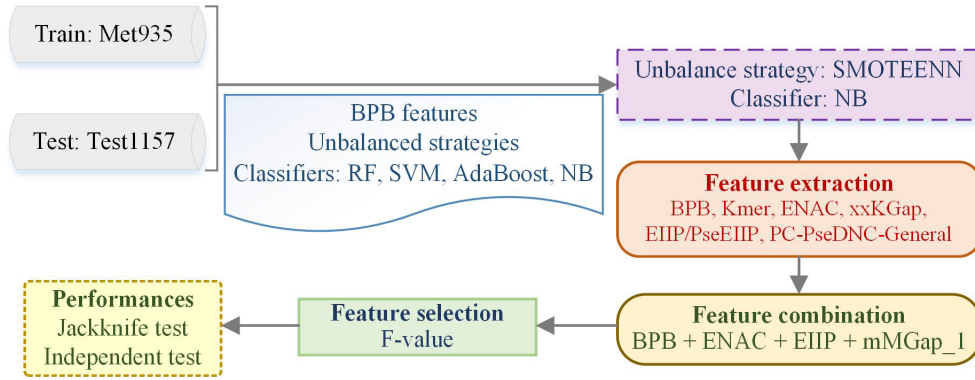 Train: Met935
Test: Test1157
BPB features
Unbalanced strategies
Classifiers: RF, SVM, AdaBoost, NB
Unbalance strategy: SMOTEENN
Classifier: NB
Feature extraction
BPB, Kmer, ENAC, xxKGap,
EIIP/PseEIIP, PC-PseDNC-General
Feature combination
BPB + ENAC + EIIP + mMGap_1
Feature selection
F-value
Performances
Jackknife test
Independent test